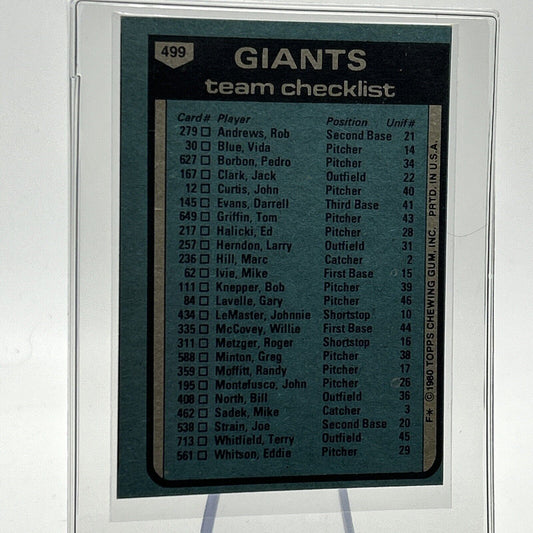 499
GIANTS
team checklist
Card# Player Position Unif#
279 Andrews, Rob Second Base 21
30 Blue, Vida Pitcher 14
627 Borbon, Pedro Pitcher 34
167 Clark, Jack Outfield 22
12 Curtis, John Pitcher 40
145 Evans, Darrell Third Base 41
649 Griffin, Tom Pitcher 43
217 Halicki, Ed Pitcher 28
257 Herndon, Larry Outfield 31
236 Hill, Marc Catcher 2
62 Ivie, Mike First Base 15
111 Knepper, Bob Pitcher 39
84 Lavelle, Gary Pitcher 46
434 LeMaster, Johnnie Shortstop 10
335 McCovey, Willie First Base 44
311 Metzger, Roger Shortstop 16
588 Minton, Greg Pitcher 38
359 Moffitt, Randy Pitcher 17
195 Montefusco, John Pitcher 26
408 North, Bill Outfield 36
462 Sadek, Mike Catcher 3
538 Strain, Joe Second Base 20
713 Whitfield, Terry Outfield 45
561 Whitson, Eddie Pitcher 29
F* © 1980 TOPPS CHEWING GUM, INC. PRTD. IN U.S.A.